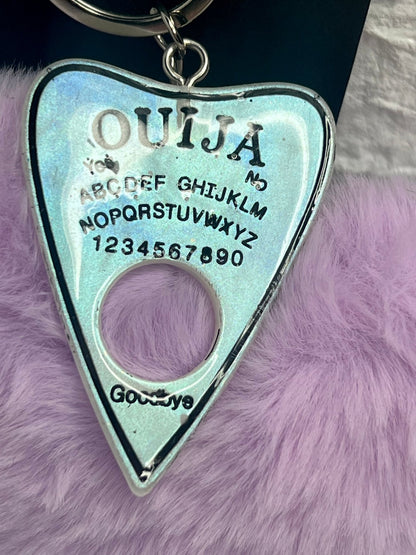 OUIJA
Yes No
ABCDEF GHIJKLM
NOPQRSTUVWXYZ
1234567890
Goodbye